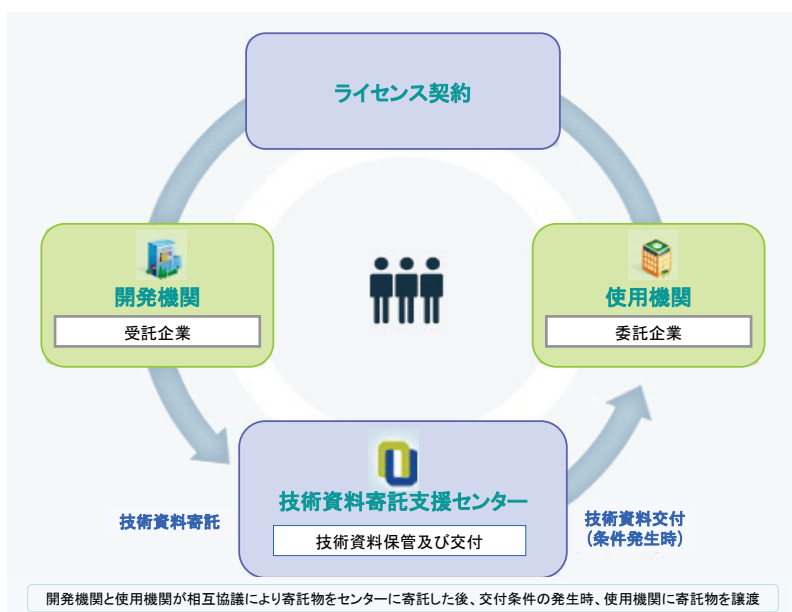 ライセンス契約
開発機関
受託企業
使用機関
委託企業
技術資料寄託支援センター
技術資料保管及び交付
技術資料寄託
技術資料交付
(条件発生時)
開発機関と使用機関が相互協議により寄託物をセンターに寄託した後、交付条件の発生時、使用機関に寄託物を譲渡